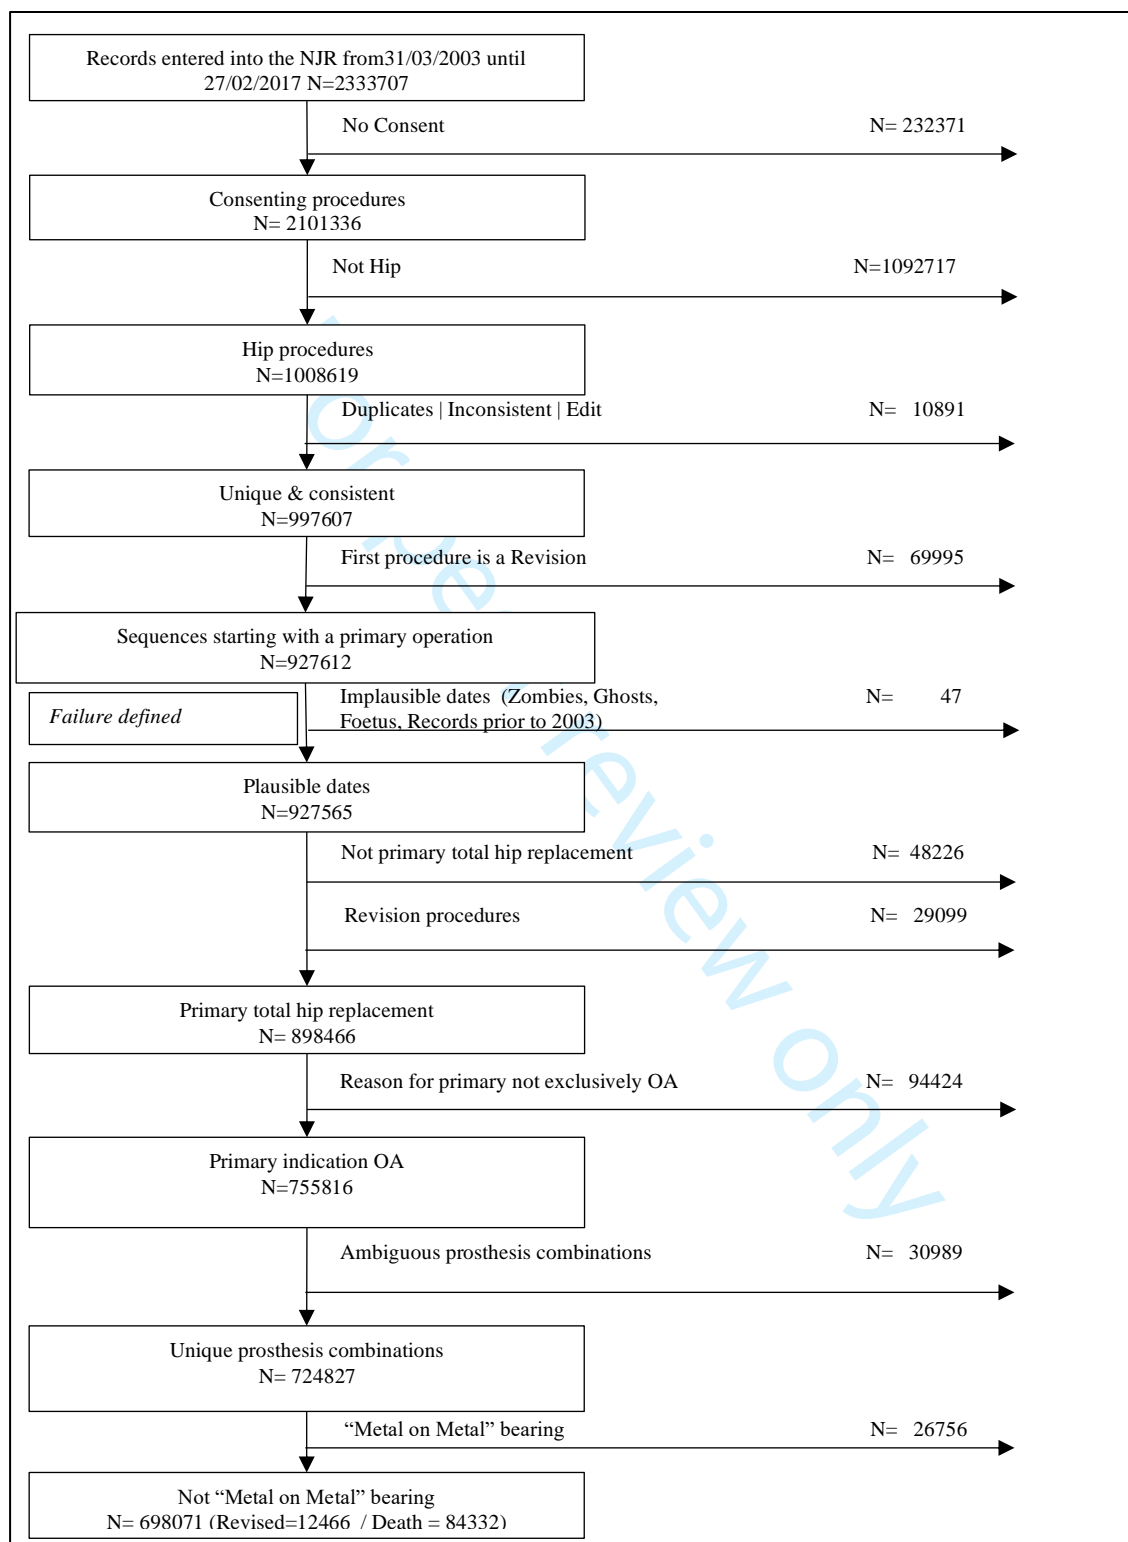 Records entered into the NJR from31/03/2003 until
27/02/2017 N=2333707
No Consent N= 232371
Consenting procedures
N= 2101336
Not Hip N=1092717
Hip procedures
N=1008619
Duplicates | Inconsistent | Edit N= 10891
Unique & consistent
N=997607
First procedure is a Revision N= 69995
Sequences starting with a primary operation
N=927612
Implausible dates (Zombies, Ghosts, N= 47
Foetus, Records prior to 2003)
Failure defined
Plausible dates
N=927565
Not primary total hip replacement N= 48226
Revision procedures N= 29099
Primary total hip replacement
N= 898466
Reason for primary not exclusively OA N= 94424
Primary indication OA
N=755816
Ambiguous prosthesis combinations N= 30989
Unique prosthesis combinations
N= 724827
“Metal on Metal” bearing N= 26756
Not “Metal on Metal” bearing
N= 698071 (Revised=12466 / Death = 84332)
For peer review only